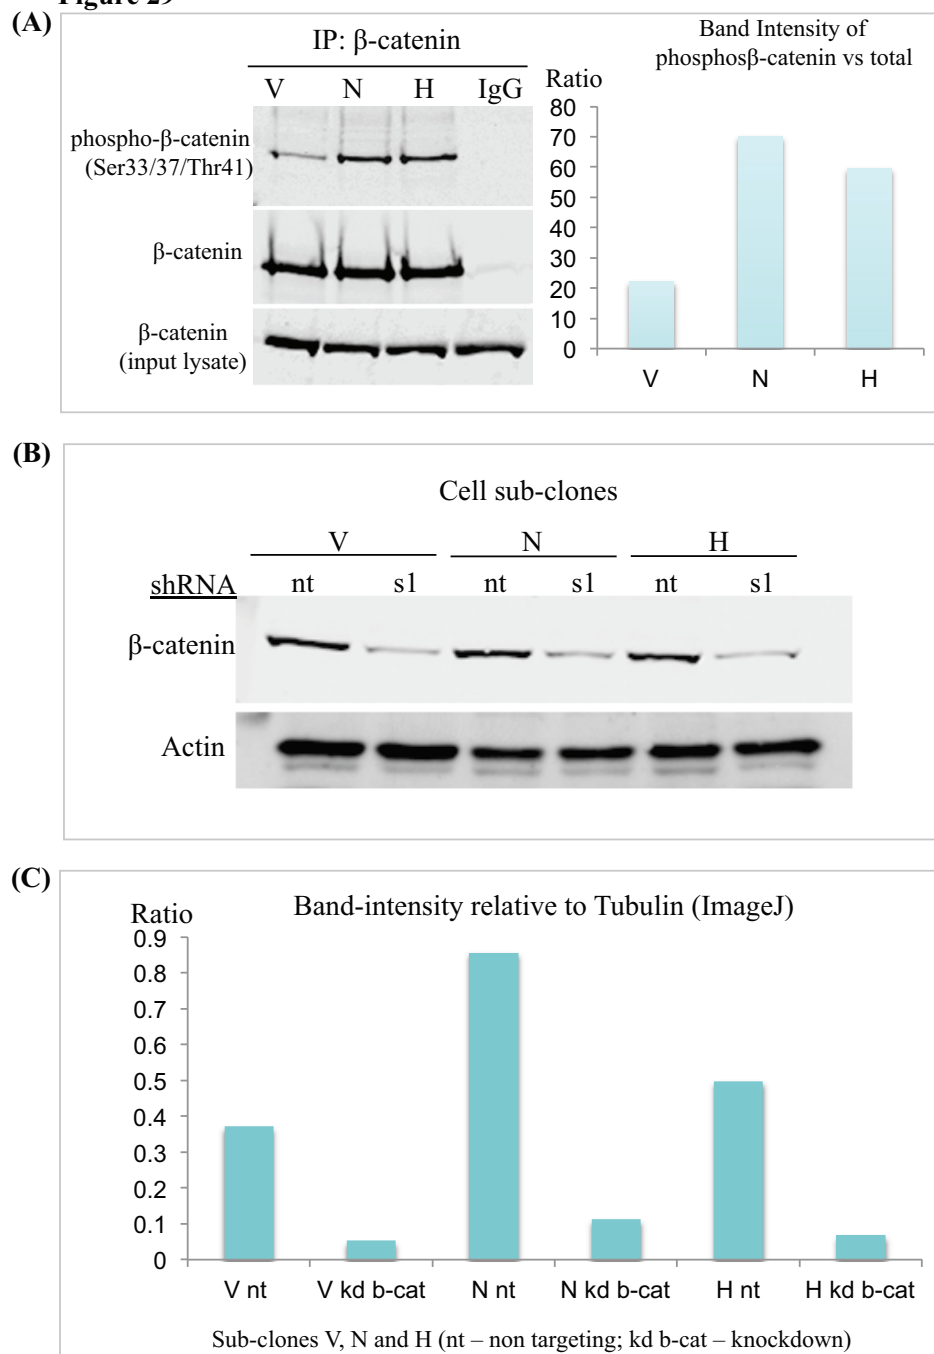 Figure 29
(A)
IP: β-catenin
V N H IgG
phospho-β-catenin
(Ser33/37/Thr41)
β-catenin
β-catenin
(input lysate)
Band Intensity of
phosphosβ-catenin vs total
Ratio
80
70
60
50
40
30
20
10
0
V N H
(B)
Cell sub-clones
V N H
shRNA nt s1 nt s1 nt s1
β-catenin
Actin
(C)
Band-intensity relative to Tubulin (ImageJ)
Ratio
0.9
0.8
0.7
0.6
0.5
0.4
0.3
0.2
0.1
0
V nt V kd b-cat N nt N kd b-cat H nt H kd b-cat
Sub-clones V, N and H (nt – non targeting; kd b-cat – knockdown)